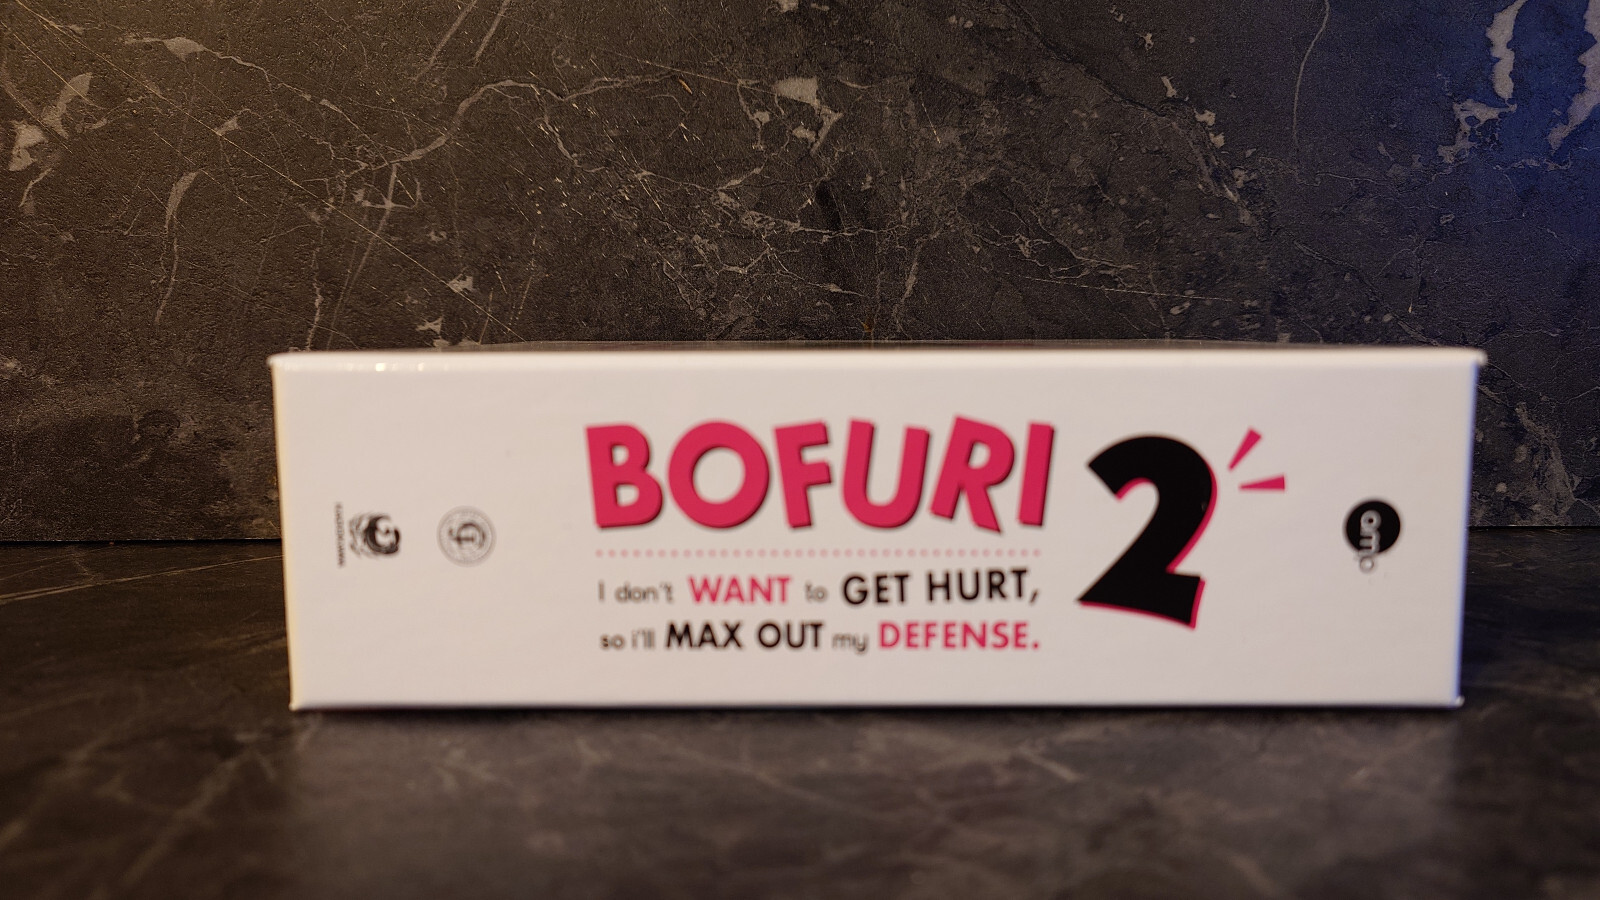 BOFURI 2
I don't WANT to GET HURT,
so i'll MAX OUT my DEFENSE.